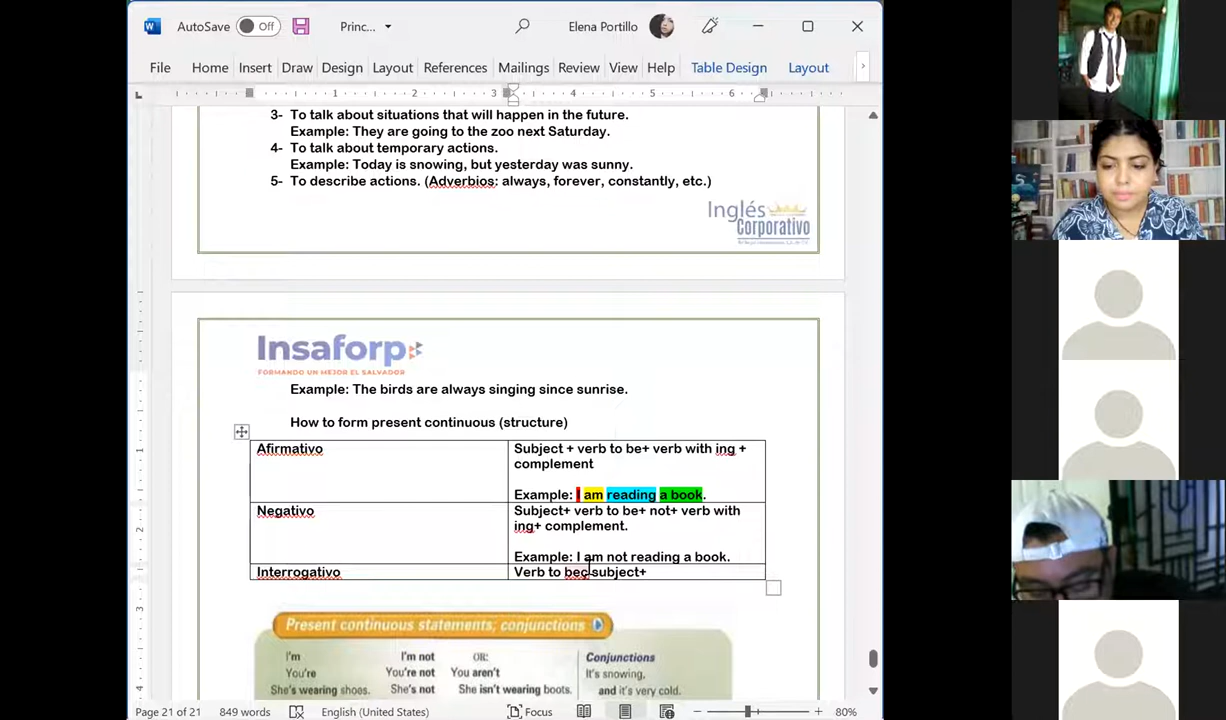 AutoSave Off Princ... Elena Portillo
File Home Insert Draw Design Layout References Mailings Review View Help Table Design Layout
1 2 3 4 5 6
3- To talk about situations that will happen in the future.
Example: They are going to the zoo next Saturday.
4- To talk about temporary actions.
Example: Today is snowing, but yesterday was sunny.
5- To describe actions. (Adverbios: always, forever, constantly, etc.)
Inglés
Corporativo
Insaforp
FORMANDO UN MEJOR EL SALVADOR
Example: The birds are always singing since sunrise.
How to form present continuous (structure)
Afirmativo
Subject + verb to be+ verb with ing +
complement
Example: I am reading a book.
Negativo
Subject+ verb to be+ not+ verb with
ing+ complement.
Example: I am not reading a book.
Interrogativo
Verb to beç subject+
Present continuous statements; conjunctions
I'm I'm not OR: Conjunctions
You're You're not You aren't It's snowing,
She's wearing shoes. She's not She isn't wearing boots. and it's very cold.
Page 21 of 21 849 words English (United States) Focus 80%